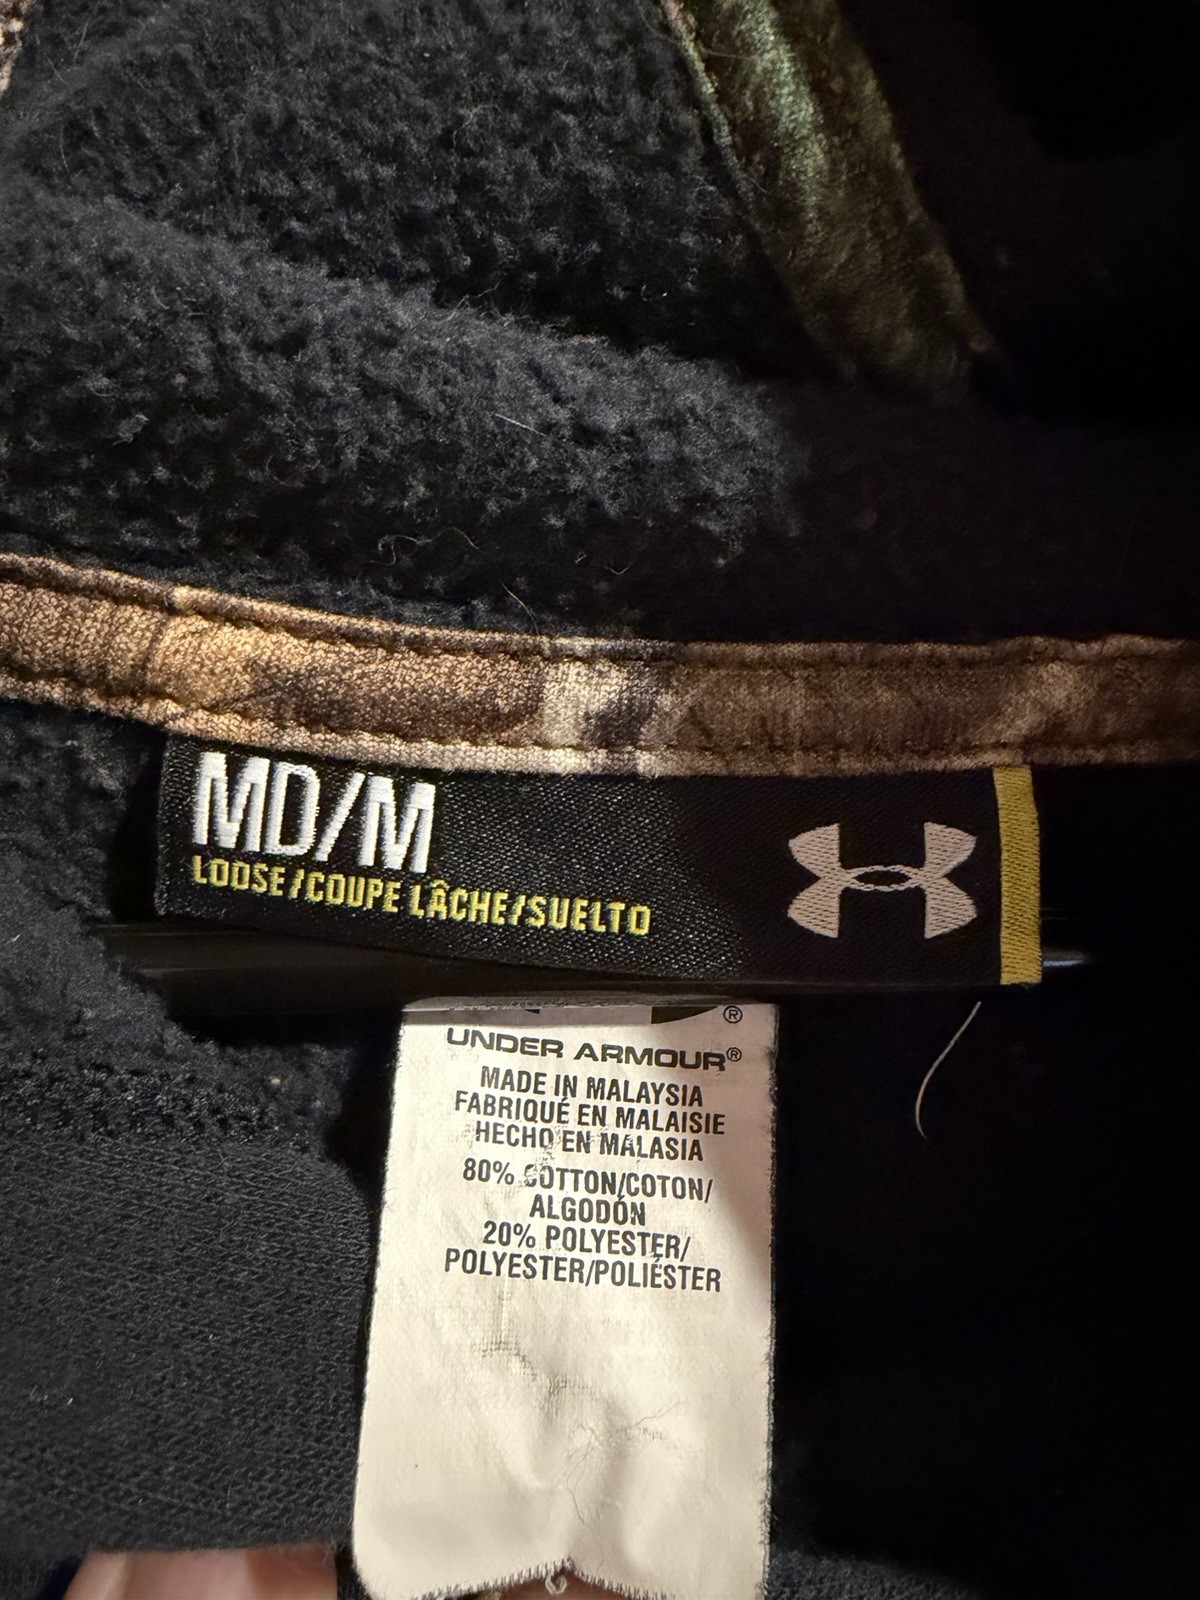 MD/M
LOOSE/COUPE LÂCHE/SUELTO
®
UNDER ARMOUR®
MADE IN MALAYSIA
FABRIQUÉ EN MALAISIE
HECHO EN MALASIA
80% COTTON/COTON/
ALGODÓN
20% POLYESTER/
POLYESTER/POLIÉSTER